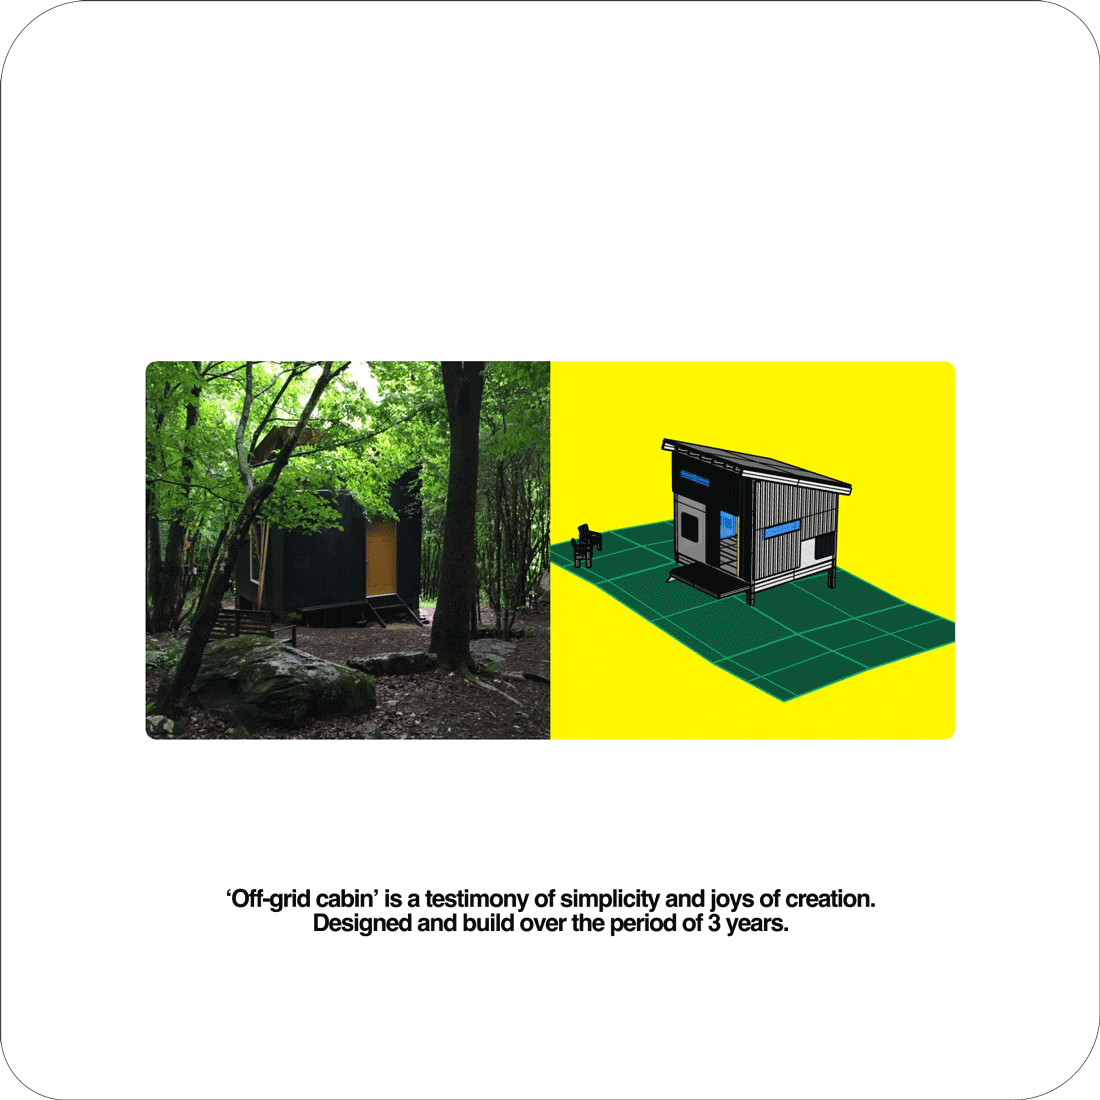 ‘Off-grid cabin’ is a testimony of simplicity and joys of creation.
Designed and build over the period of 3 years.